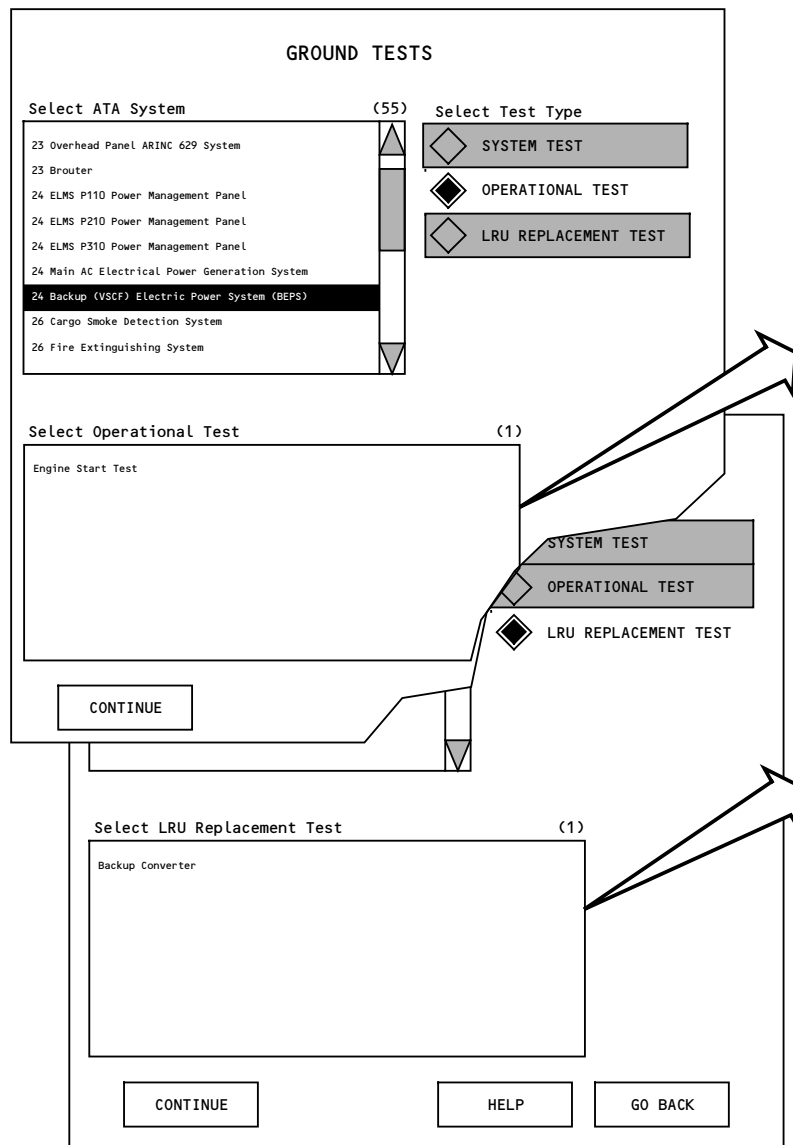 GROUND TESTS
Select ATA System (55)
23 Overhead Panel ARINC 629 System
23 Brouter
24 ELMS P110 Power Management Panel
24 ELMS P210 Power Management Panel
24 ELMS P310 Power Management Panel
24 Main AC Electrical Power Generation System
24 Backup (VSCF) Electric Power System (BEPS)
26 Cargo Smoke Detection System
26 Fire Extinguishing System
Select Test Type
SYSTEM TEST
OPERATIONAL TEST
LRU REPLACEMENT TEST
Select Operational Test (1)
Engine Start Test
CONTINUE
SYSTEM TEST
OPERATIONAL TEST
LRU REPLACEMENT TEST
Select LRU Replacement Test (1)
Backup Converter
CONTINUE HELP GO BACK